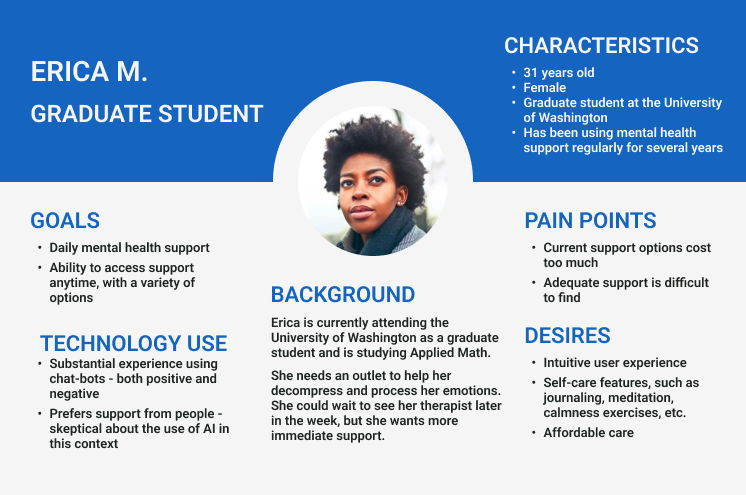 ERICA M.
GRADUATE STUDENT
CHARACTERISTICS
• 31 years old
• Female
• Graduate student at the University
of Washington
• Has been using mental health
support regularly for several years
GOALS
• Daily mental health support
• Ability to access support
anytime, with a variety of
options
TECHNOLOGY USE
• Substantial experience using
chat-bots - both positive and
negative
• Prefers support from people -
skeptical about the use of AI in
this context
BACKGROUND
Erica is currently attending the
University of Washington as a graduate
student and is studying Applied Math.
She needs an outlet to help her
decompress and process her emotions.
She could wait to see her therapist later
in the week, but she wants more
immediate support.
PAIN POINTS
• Current support options cost
too much
• Adequate support is difficult
to find
DESIRES
• Intuitive user experience
• Self-care features, such as
journaling, meditation,
calmness exercises, etc.
• Affordable care